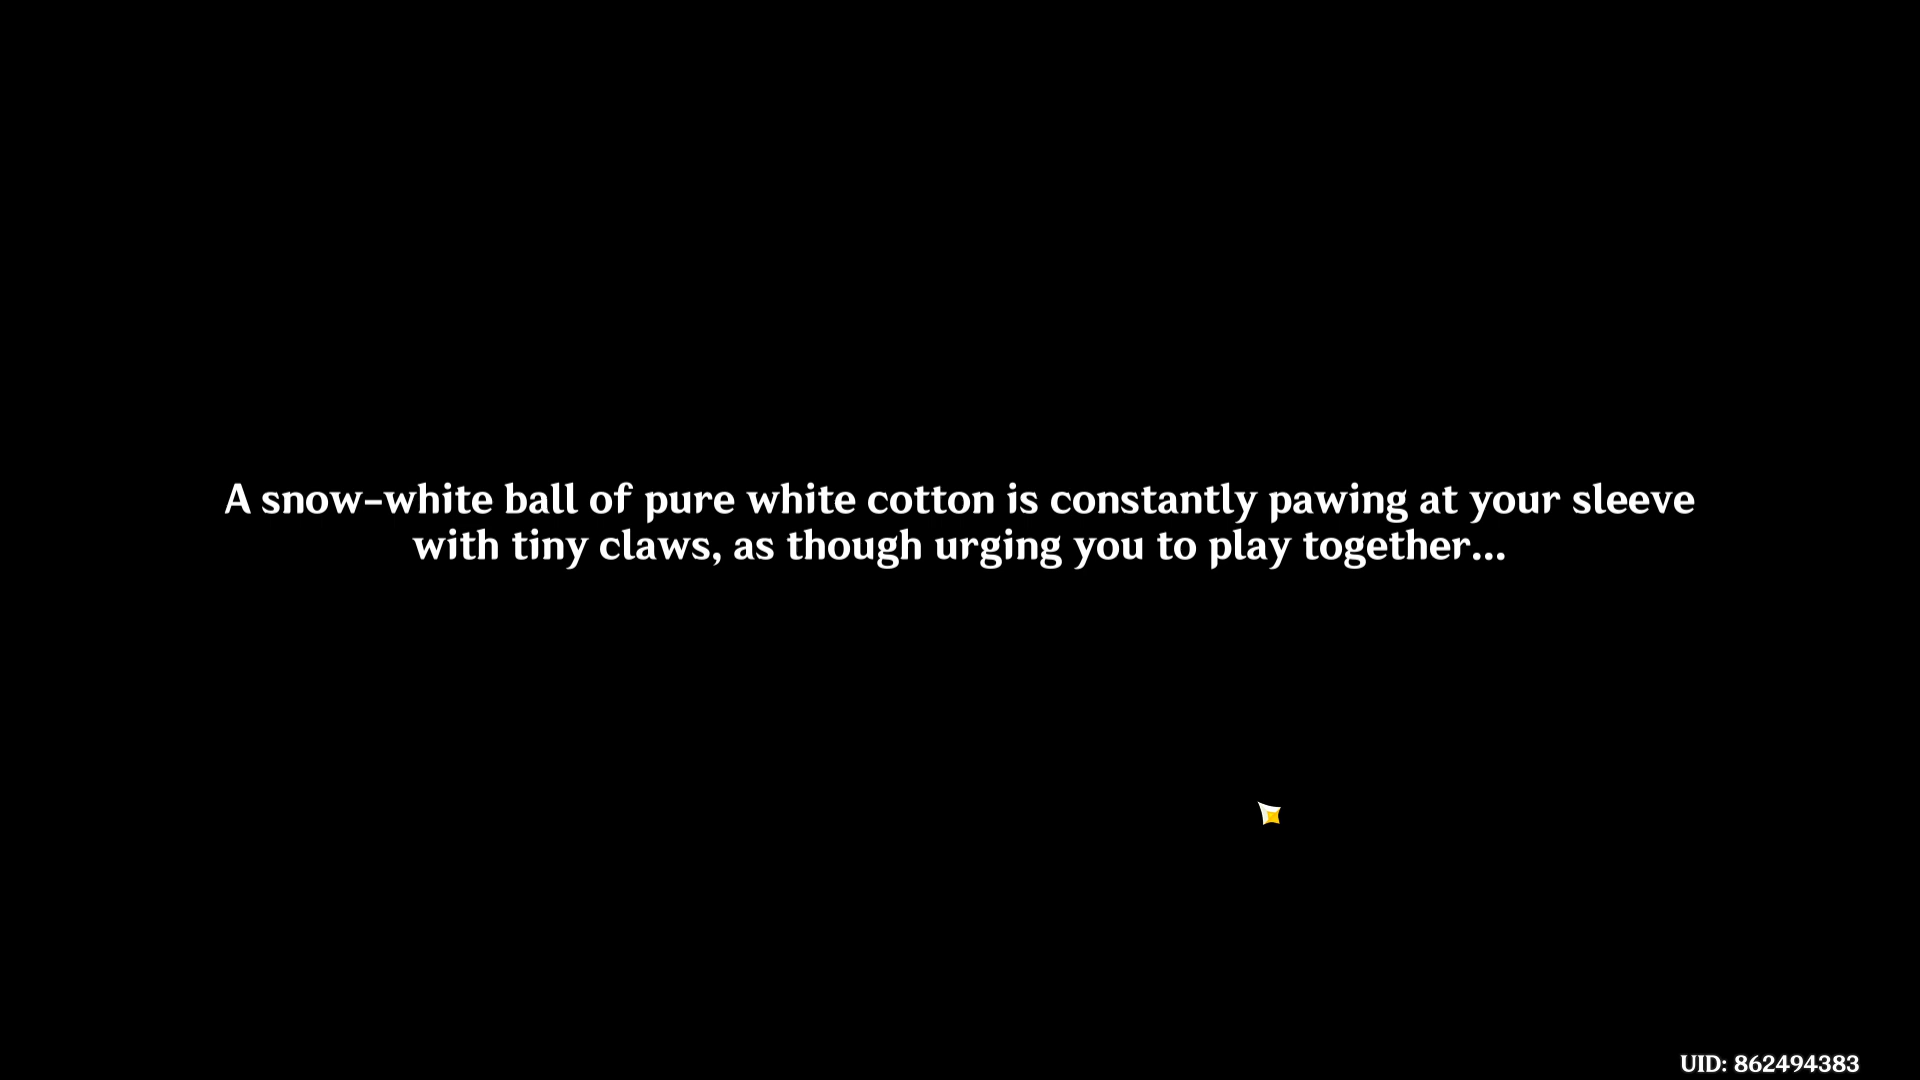 A snow-white ball of pure white cotton is constantly pawing at your sleeve
with tiny claws, as though urging you to play together...
UID: 862494383